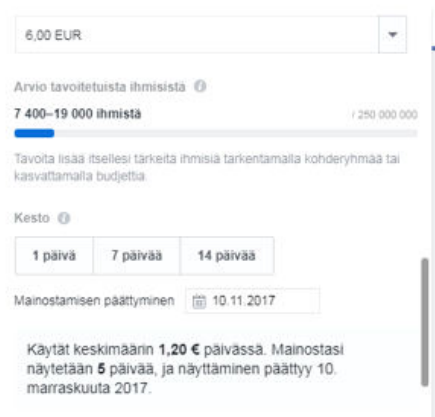 6,00 EUR
Arvio tavoitetuista ihmisistä
7 400–19 000 ihmistä / 250 000 000
Tavoita lisää itsellesi tärkeitä ihmisiä tarkentamalla kohderyhmää tai
kasvattamalla budjettia.
Kesto
1 päivä 7 päivää 14 päivää
Mainostamisen päättyminen 10.11.2017
Käytät keskimäärin 1,20 € päivässä. Mainostasi
näytetään 5 päivää, ja näyttäminen päättyy 10.
marraskuuta 2017.